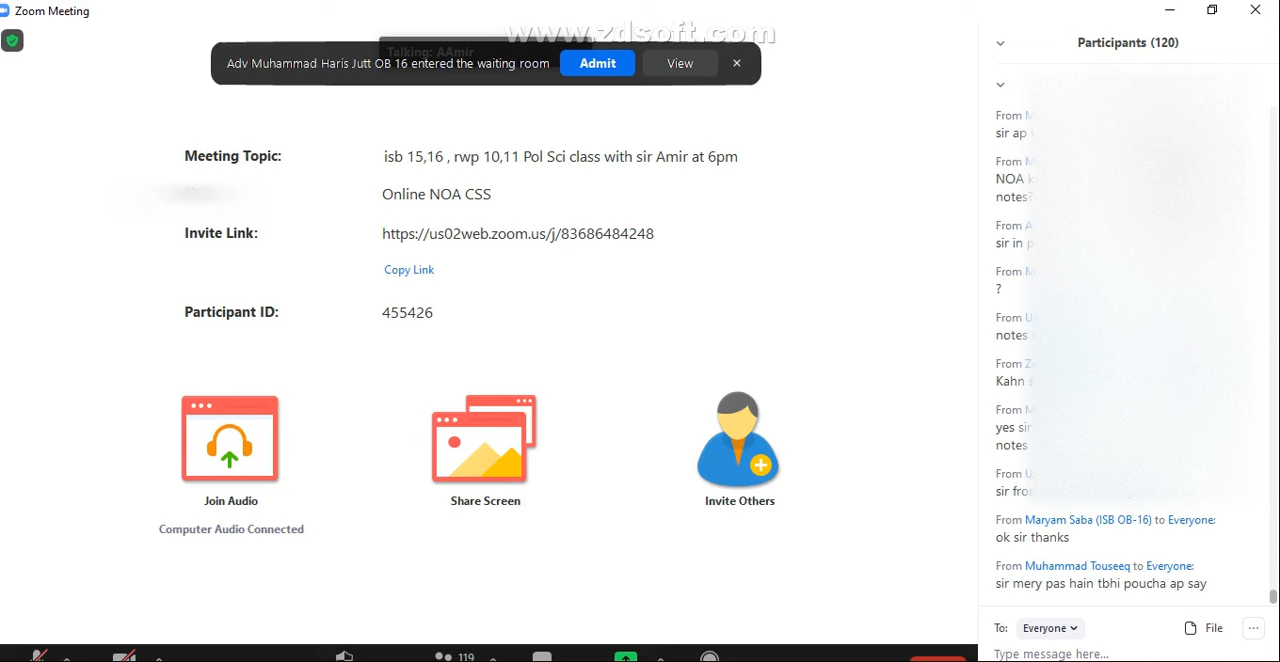 Zoom Meeting
www.zdsoft.com
Talking: AAmir
Adv Muhammad Haris Jutt OB 16 entered the waiting room
Admit
View
Meeting Topic:
isb 15,16 , rwp 10,11 Pol Sci class with sir Amir at 6pm
Online NOA CSS
Invite Link:
https://us02web.zoom.us/j/83686484248
Copy Link
Participant ID:
455426
Join Audio
Computer Audio Connected
Share Screen
Invite Others
119
Participants (120)
From
sir ap
From
NOA
notes?
From
sir in
From
?
From
notes
From
Kahn
From
yes sir
notes
From
sir
From Maryam Saba (ISB OB-16) to Everyone:
ok sir thanks
From Muhammad Touseeq to Everyone:
sir mery pas hain tbhi poucha ap say
To: Everyone
File
Type message here...